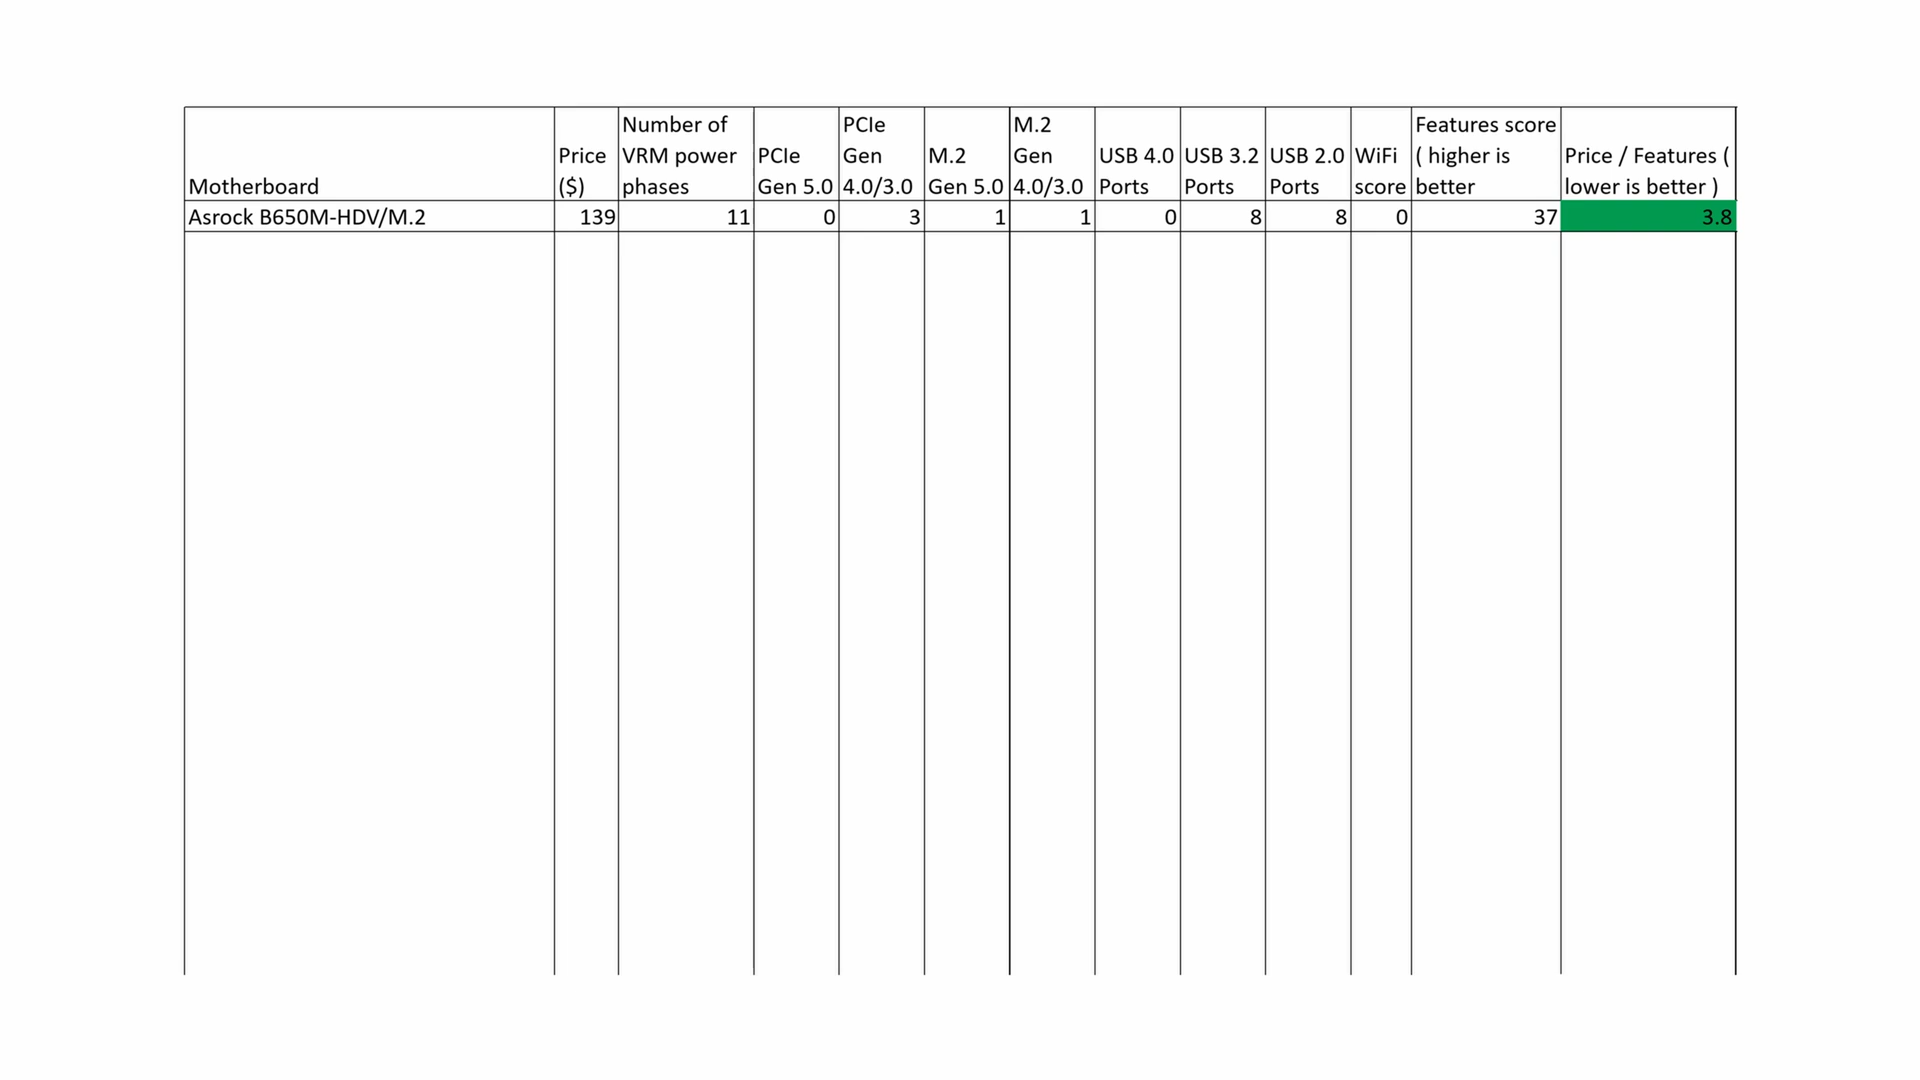 Motherboard
Price
($)
Number of
VRM power
phases
PCIe
Gen 5.0
PCIe
Gen
4.0/3.0
M.2
Gen 5.0
M.2
Gen
4.0/3.0
USB 4.0
Ports
USB 3.2
Ports
USB 2.0
Ports
WiFi
score
Features score
( higher is
better
Price / Features (
lower is better )
Asrock B650M-HDV/M.2 139 11 0 3 1 1 0 8 8 0 37 3.8